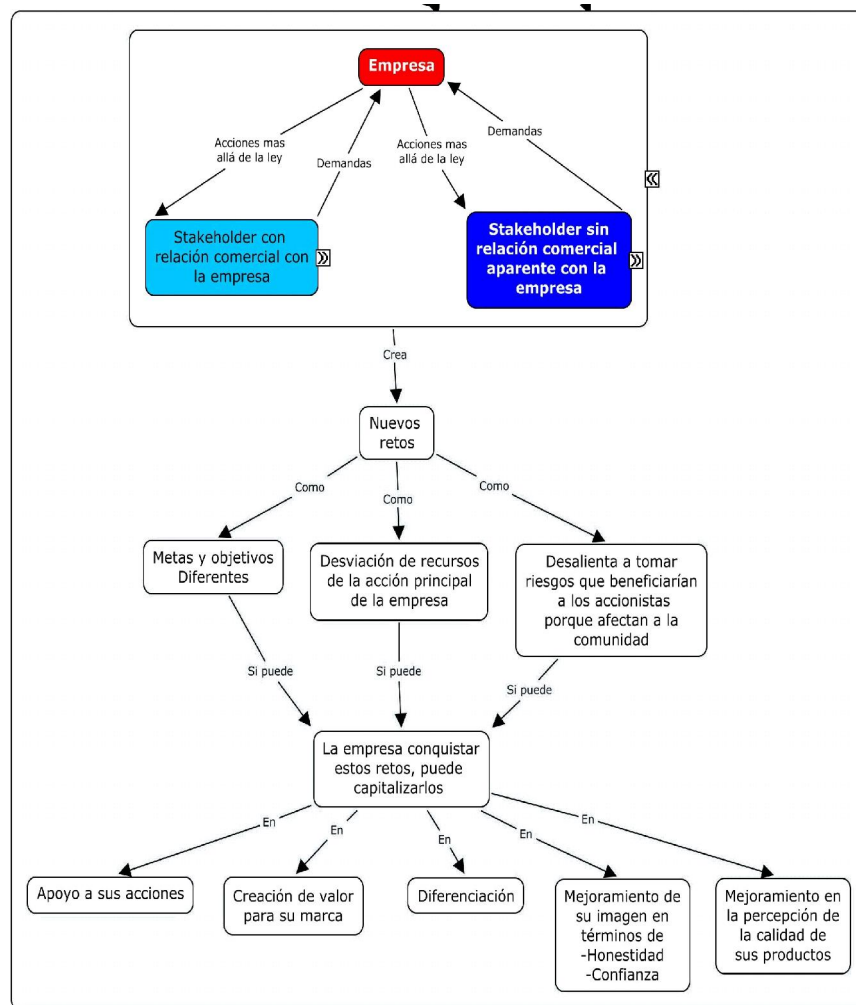 Empresa
Acciones mas
allá de la ley
Demandas
Acciones mas
allá de la ley
Demandas
Stakeholder con
relación comercial con
la empresa
Stakeholder sin
relación comercial
aparente con la
empresa
Crea
Nuevos
retos
Como
Como
Como
Metas y objetivos
Diferentes
Desviación de recursos
de la acción principal
de la empresa
Desalienta a tomar
riesgos que beneficiarían
a los accionistas
porque afectan a la
comunidad
Si puede
Si puede
Si puede
La empresa conquistar
estos retos, puede
capitalizarlos
En
En
En
En
En
Apoyo a sus acciones
Creación de valor
para su marca
Diferenciación
Mejoramiento de
su imagen en
términos de
-Honestidad
-Confianza
Mejoramiento en
la percepción de
la calidad de
sus productos